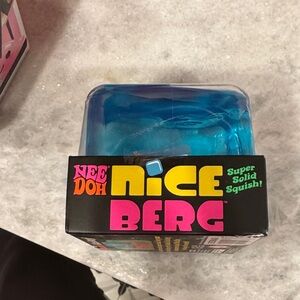 NEE DOH
NiCE
BERG
Super
Solid
Squish!